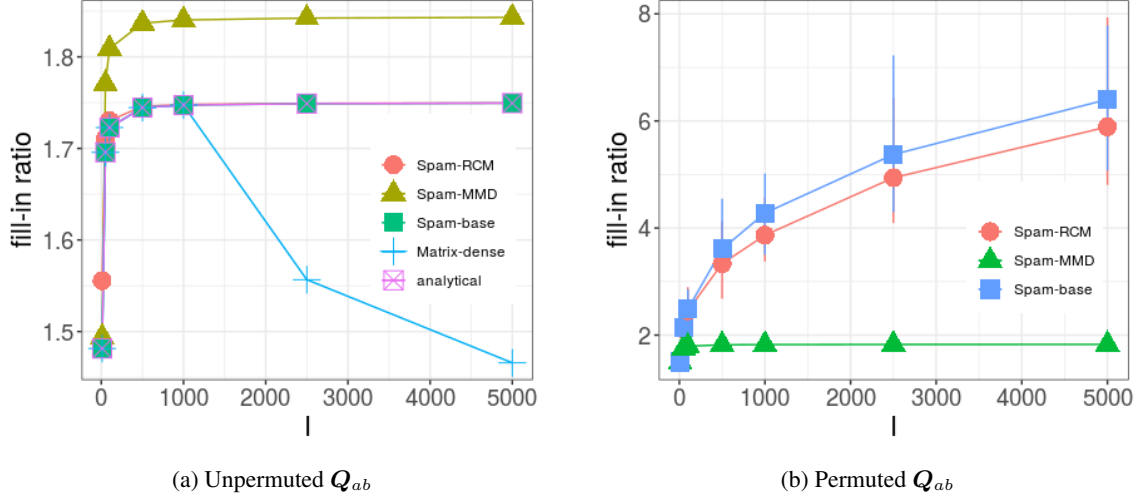 fill-in ratio
1.8
1.7
1.6
1.5
Spam-RCM
Spam-MMD
Spam-base
Matrix-dense
analytical
0 1000 2000 3000 4000 5000
l
(a) Unpermuted Q_ab
fill-in ratio
8
6
4
2
Spam-RCM
Spam-MMD
Spam-base
0 1000 2000 3000 4000 5000
l
(b) Permuted Q_ab